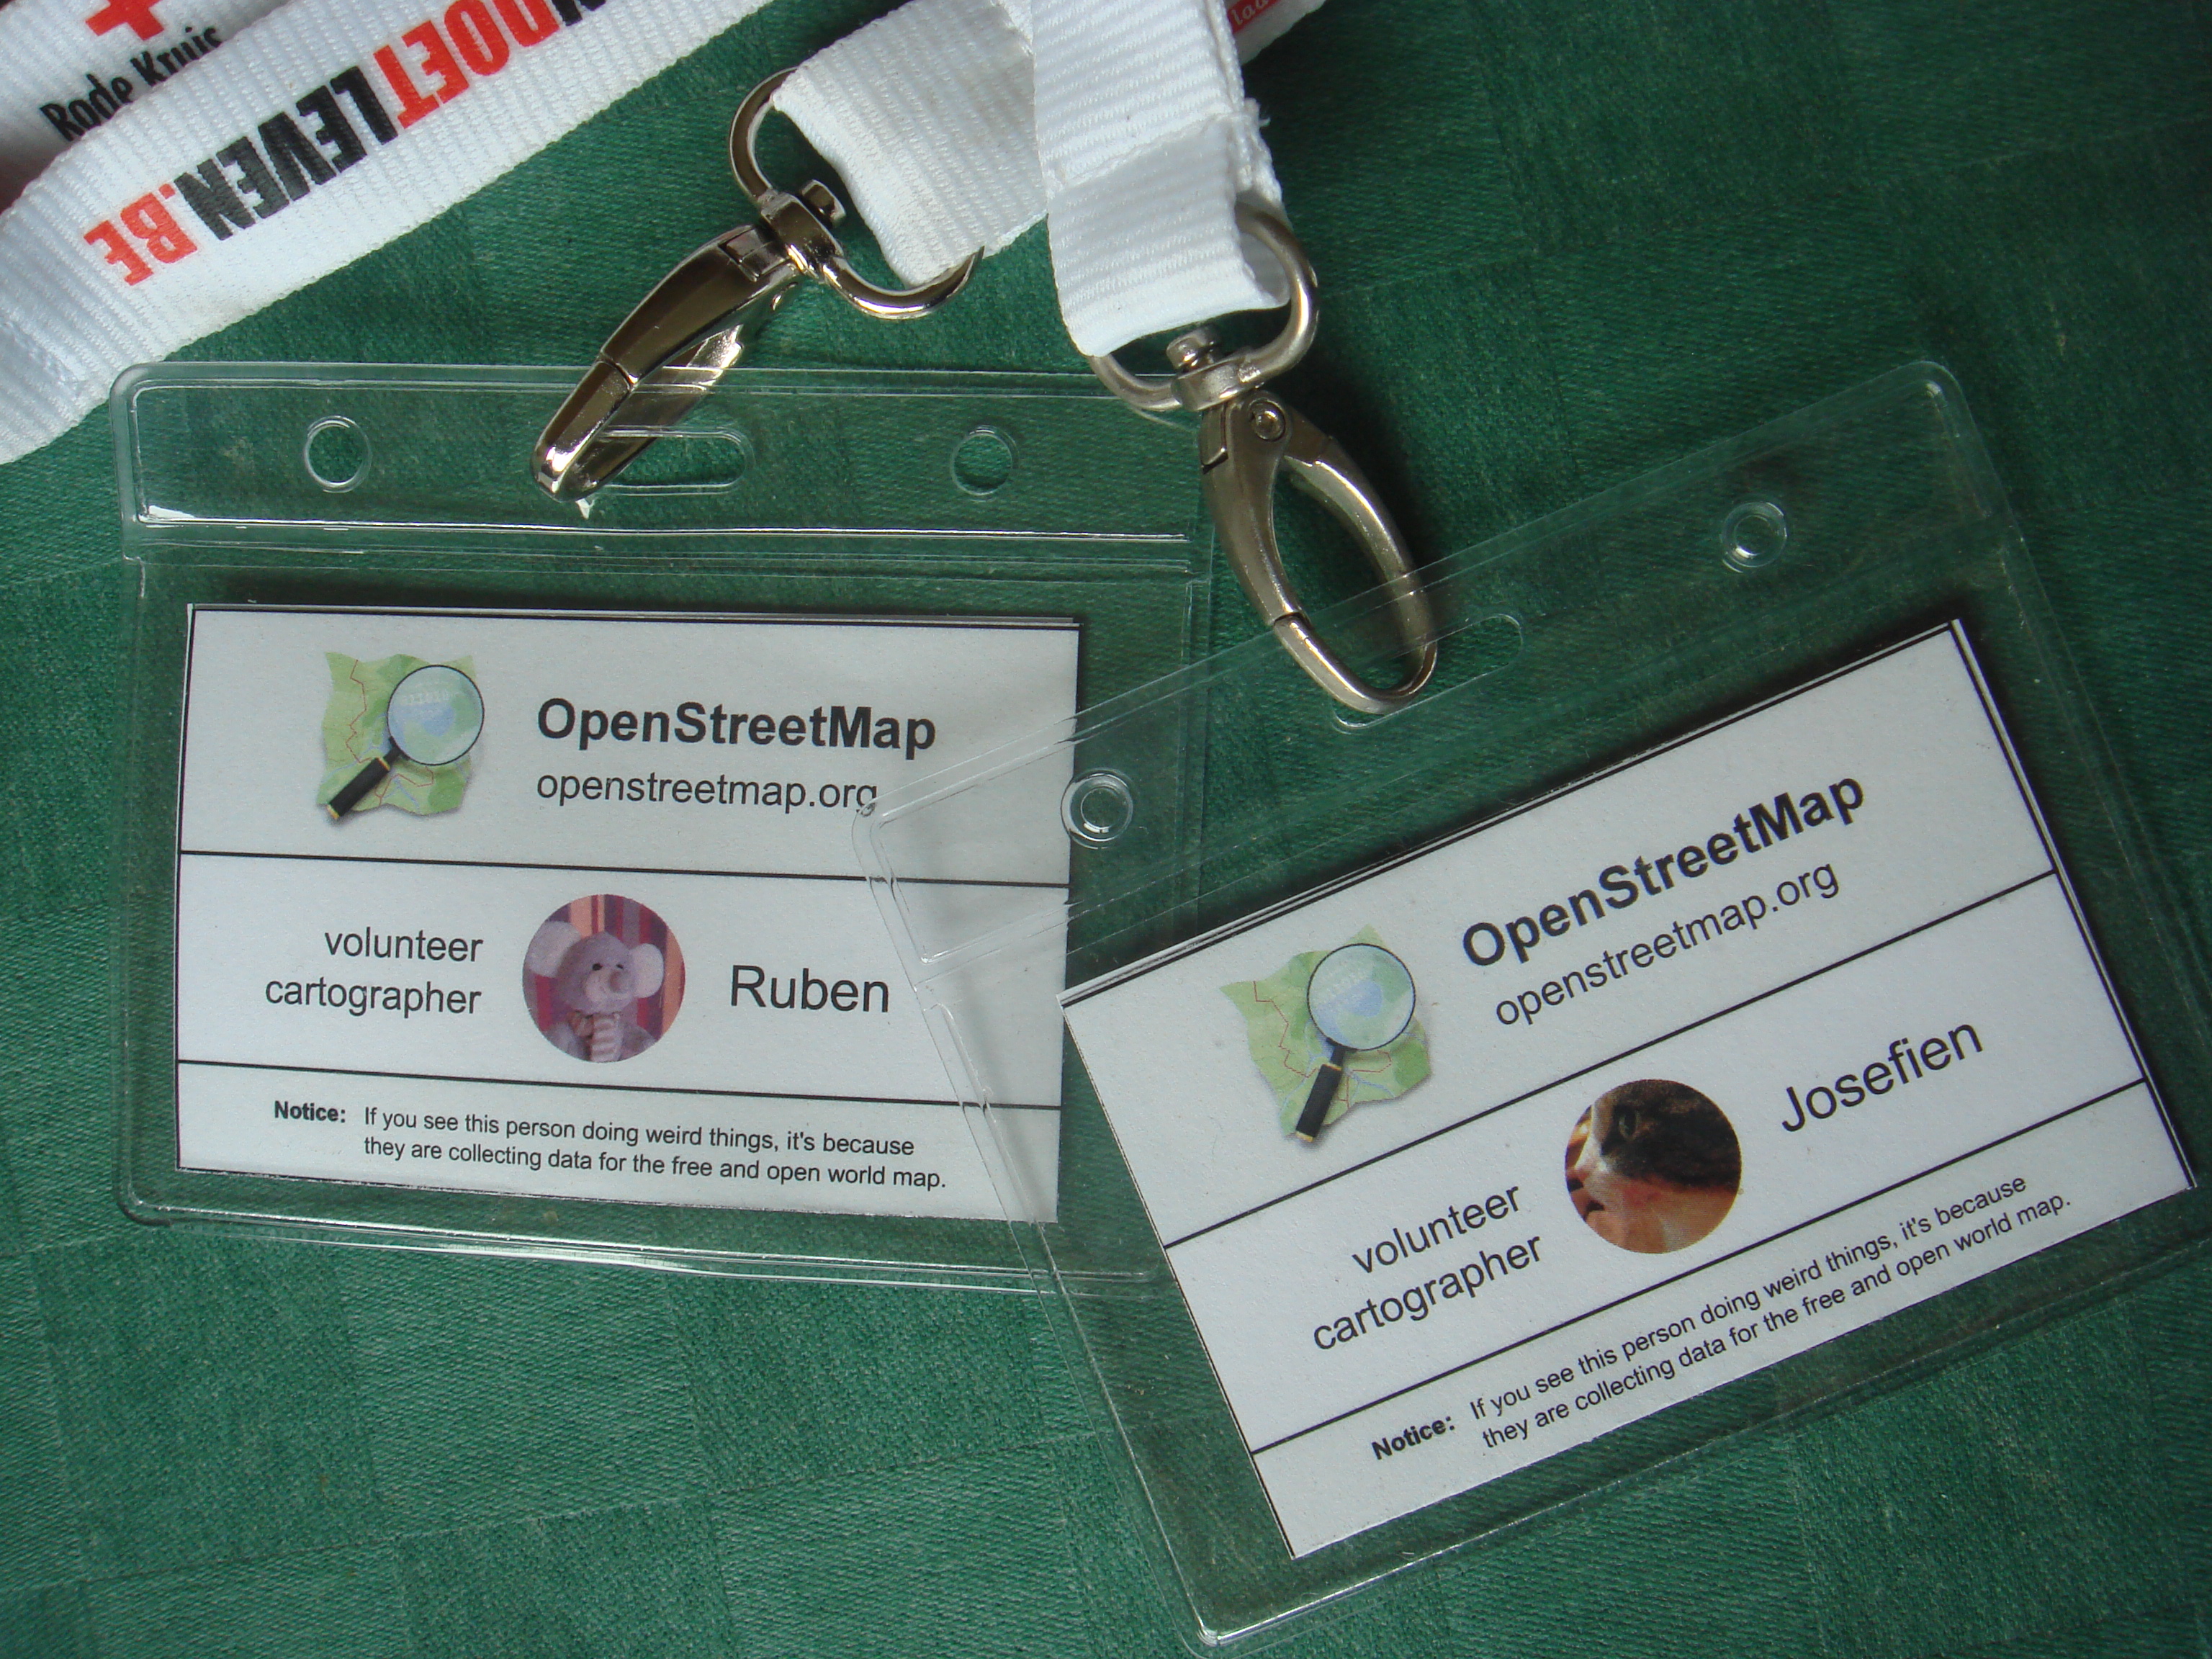 Rode Kruis
DOETLEVEN.BE
OpenStreetMap
openstreetmap.org
volunteer
cartographer
Ruben
Notice: If you see this person doing weird things, it's because
they are collecting data for the free and open world map.
OpenStreetMap
openstreetmap.org
volunteer
cartographer
Josefien
Notice: If you see this person doing weird things, it's because
they are collecting data for the free and open world map.